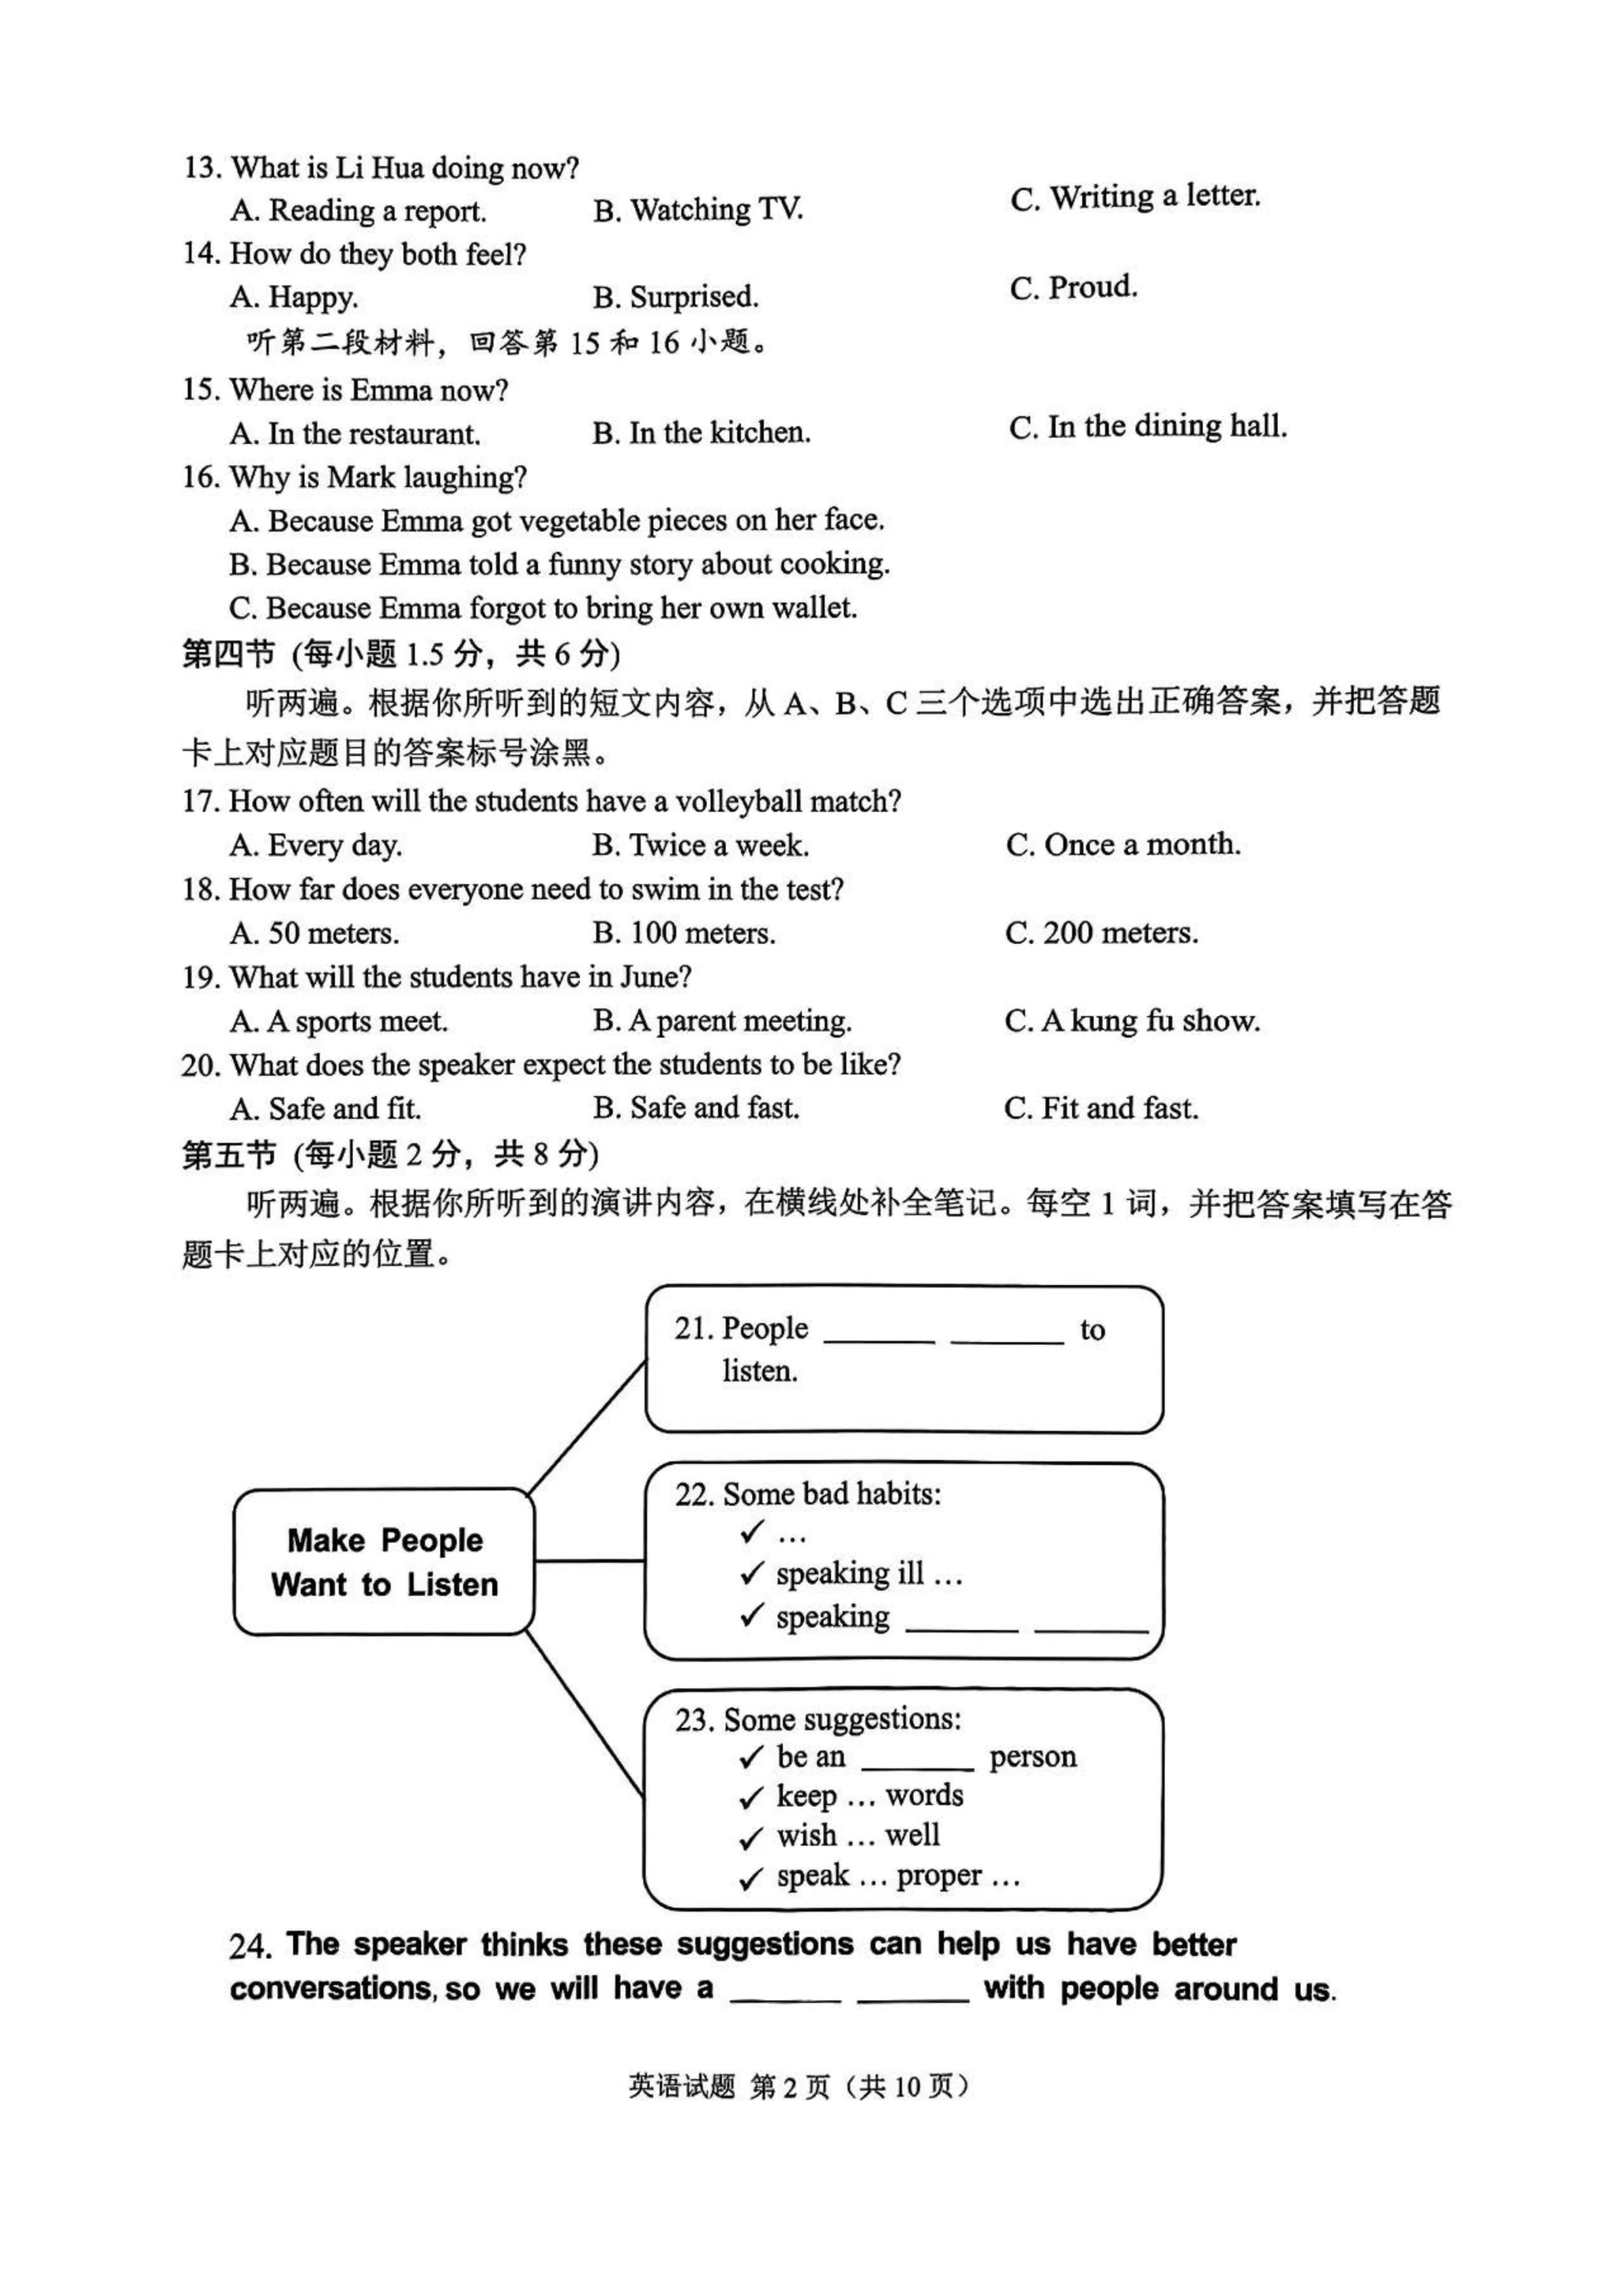 13. What is Li Hua doing now?
A. Reading a report. B. Watching TV. C. Writing a letter.
14. How do they both feel?
A. Happy. B. Surprised. C. Proud.
听第二段材料，回答第 15 和 16 小题。
15. Where is Emma now?
A. In the restaurant. B. In the kitchen. C. In the dining hall.
16. Why is Mark laughing?
A. Because Emma got vegetable pieces on her face.
B. Because Emma told a funny story about cooking.
C. Because Emma forgot to bring her own wallet.
第四节 (每小题 1.5 分，共 6 分)
听两遍。根据你所听到的短文内容，从 A、B、C 三个选项中选出正确答案，并把答题
卡上对应题目的答案标号涂黑。
17. How often will the students have a volleyball match?
A. Every day. B. Twice a week. C. Once a month.
18. How far does everyone need to swim in the test?
A. 50 meters. B. 100 meters. C. 200 meters.
19. What will the students have in June?
A. A sports meet. B. A parent meeting. C. A kung fu show.
20. What does the speaker expect the students to be like?
A. Safe and fit. B. Safe and fast. C. Fit and fast.
第五节 (每小题 2 分，共 8 分)
听两遍。根据你所听到的演讲内容，在横线处补全笔记。每空 1 词，并把答案填写在答
题卡上对应的位置。
21. People ______ ______ to
listen.
22. Some bad habits:
✓ …
✓ speaking ill …
✓ speaking ______ ______
Make People
Want to Listen
23. Some suggestions:
✓ be an ______ person
✓ keep … words
✓ wish … well
✓ speak … proper …
24. The speaker thinks these suggestions can help us have better
conversations, so we will have a ______ ______ with people around us.
英语试题 第 2 页（共 10 页）